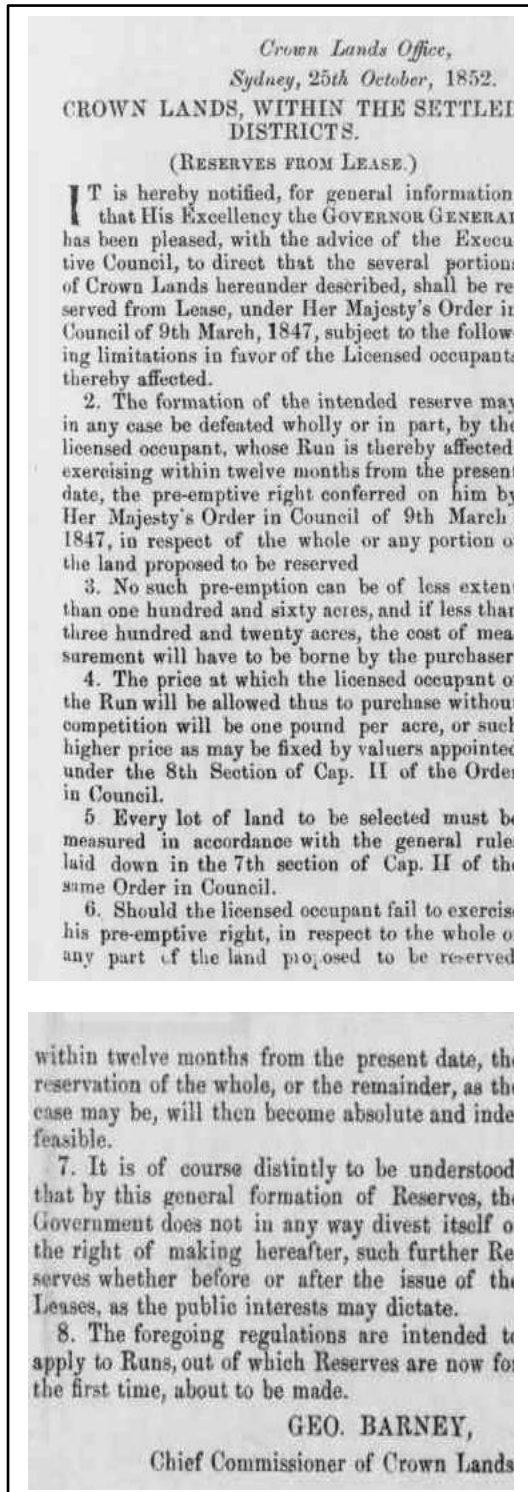 Crown Lands Office,
Sydney, 25th October, 1852.
CROWN LANDS, WITHIN THE SETTLED
DISTRICTS.
(RESERVES FROM LEASE.)
IT is hereby notified, for general information
that His Excellency the GOVERNOR GENERAL
has been pleased, with the advice of the Execu
tive Council, to direct that the several portions
of Crown Lands hereunder described, shall be re
served from Lease, under Her Majesty's Order in
Council of 9th March, 1847, subject to the follow
ing limitations in favor of the Licensed occupants
thereby affected.
2. The formation of the intended reserve may
in any case be defeated wholly or in part, by the
licensed occupant, whose Run is thereby affected
exercising within twelve months from the present
date, the pre-emptive right conferred on him by
Her Majesty's Order in Council of 9th March
1847, in respect of the whole or any portion o
the land proposed to be reserved
3. No such pre-emption can be of less extent
than one hundred and sixty acres, and if less than
three hundred and twenty acres, the cost of mea
surement will have to be borne by the purchaser
4. The price at which the licensed occupant o
the Run will be allowed thus to purchase without
competition will be one pound per acre, or such
higher price as may be fixed by valuers appointed
under the 8th Section of Cap. II of the Order
in Council.
5 Every lot of land to be selected must be
measured in accordance with the general rules
laid down in the 7th section of Cap. II of the
same Order in Council.
6. Should the licensed occupant fail to exercise
his pre-emptive right, in respect to the whole o
any part of the land proposed to be reserved
within twelve months from the present date, the
reservation of the whole, or the remainder, as the
case may be, will then become absolute and inde
feasible.
7. It is of course distintly to be understood
that by this general formation of Reserves, the
Government does not in any way divest itself o
the right of making hereafter, such further Re
serves whether before or after the issue of the
Leases, as the public interests may dictate.
8. The foregoing regulations are intended to
apply to Runs, out of which Reserves are now for
the first time, about to be made.
GEO. BARNEY,
Chief Commissioner of Crown Lands